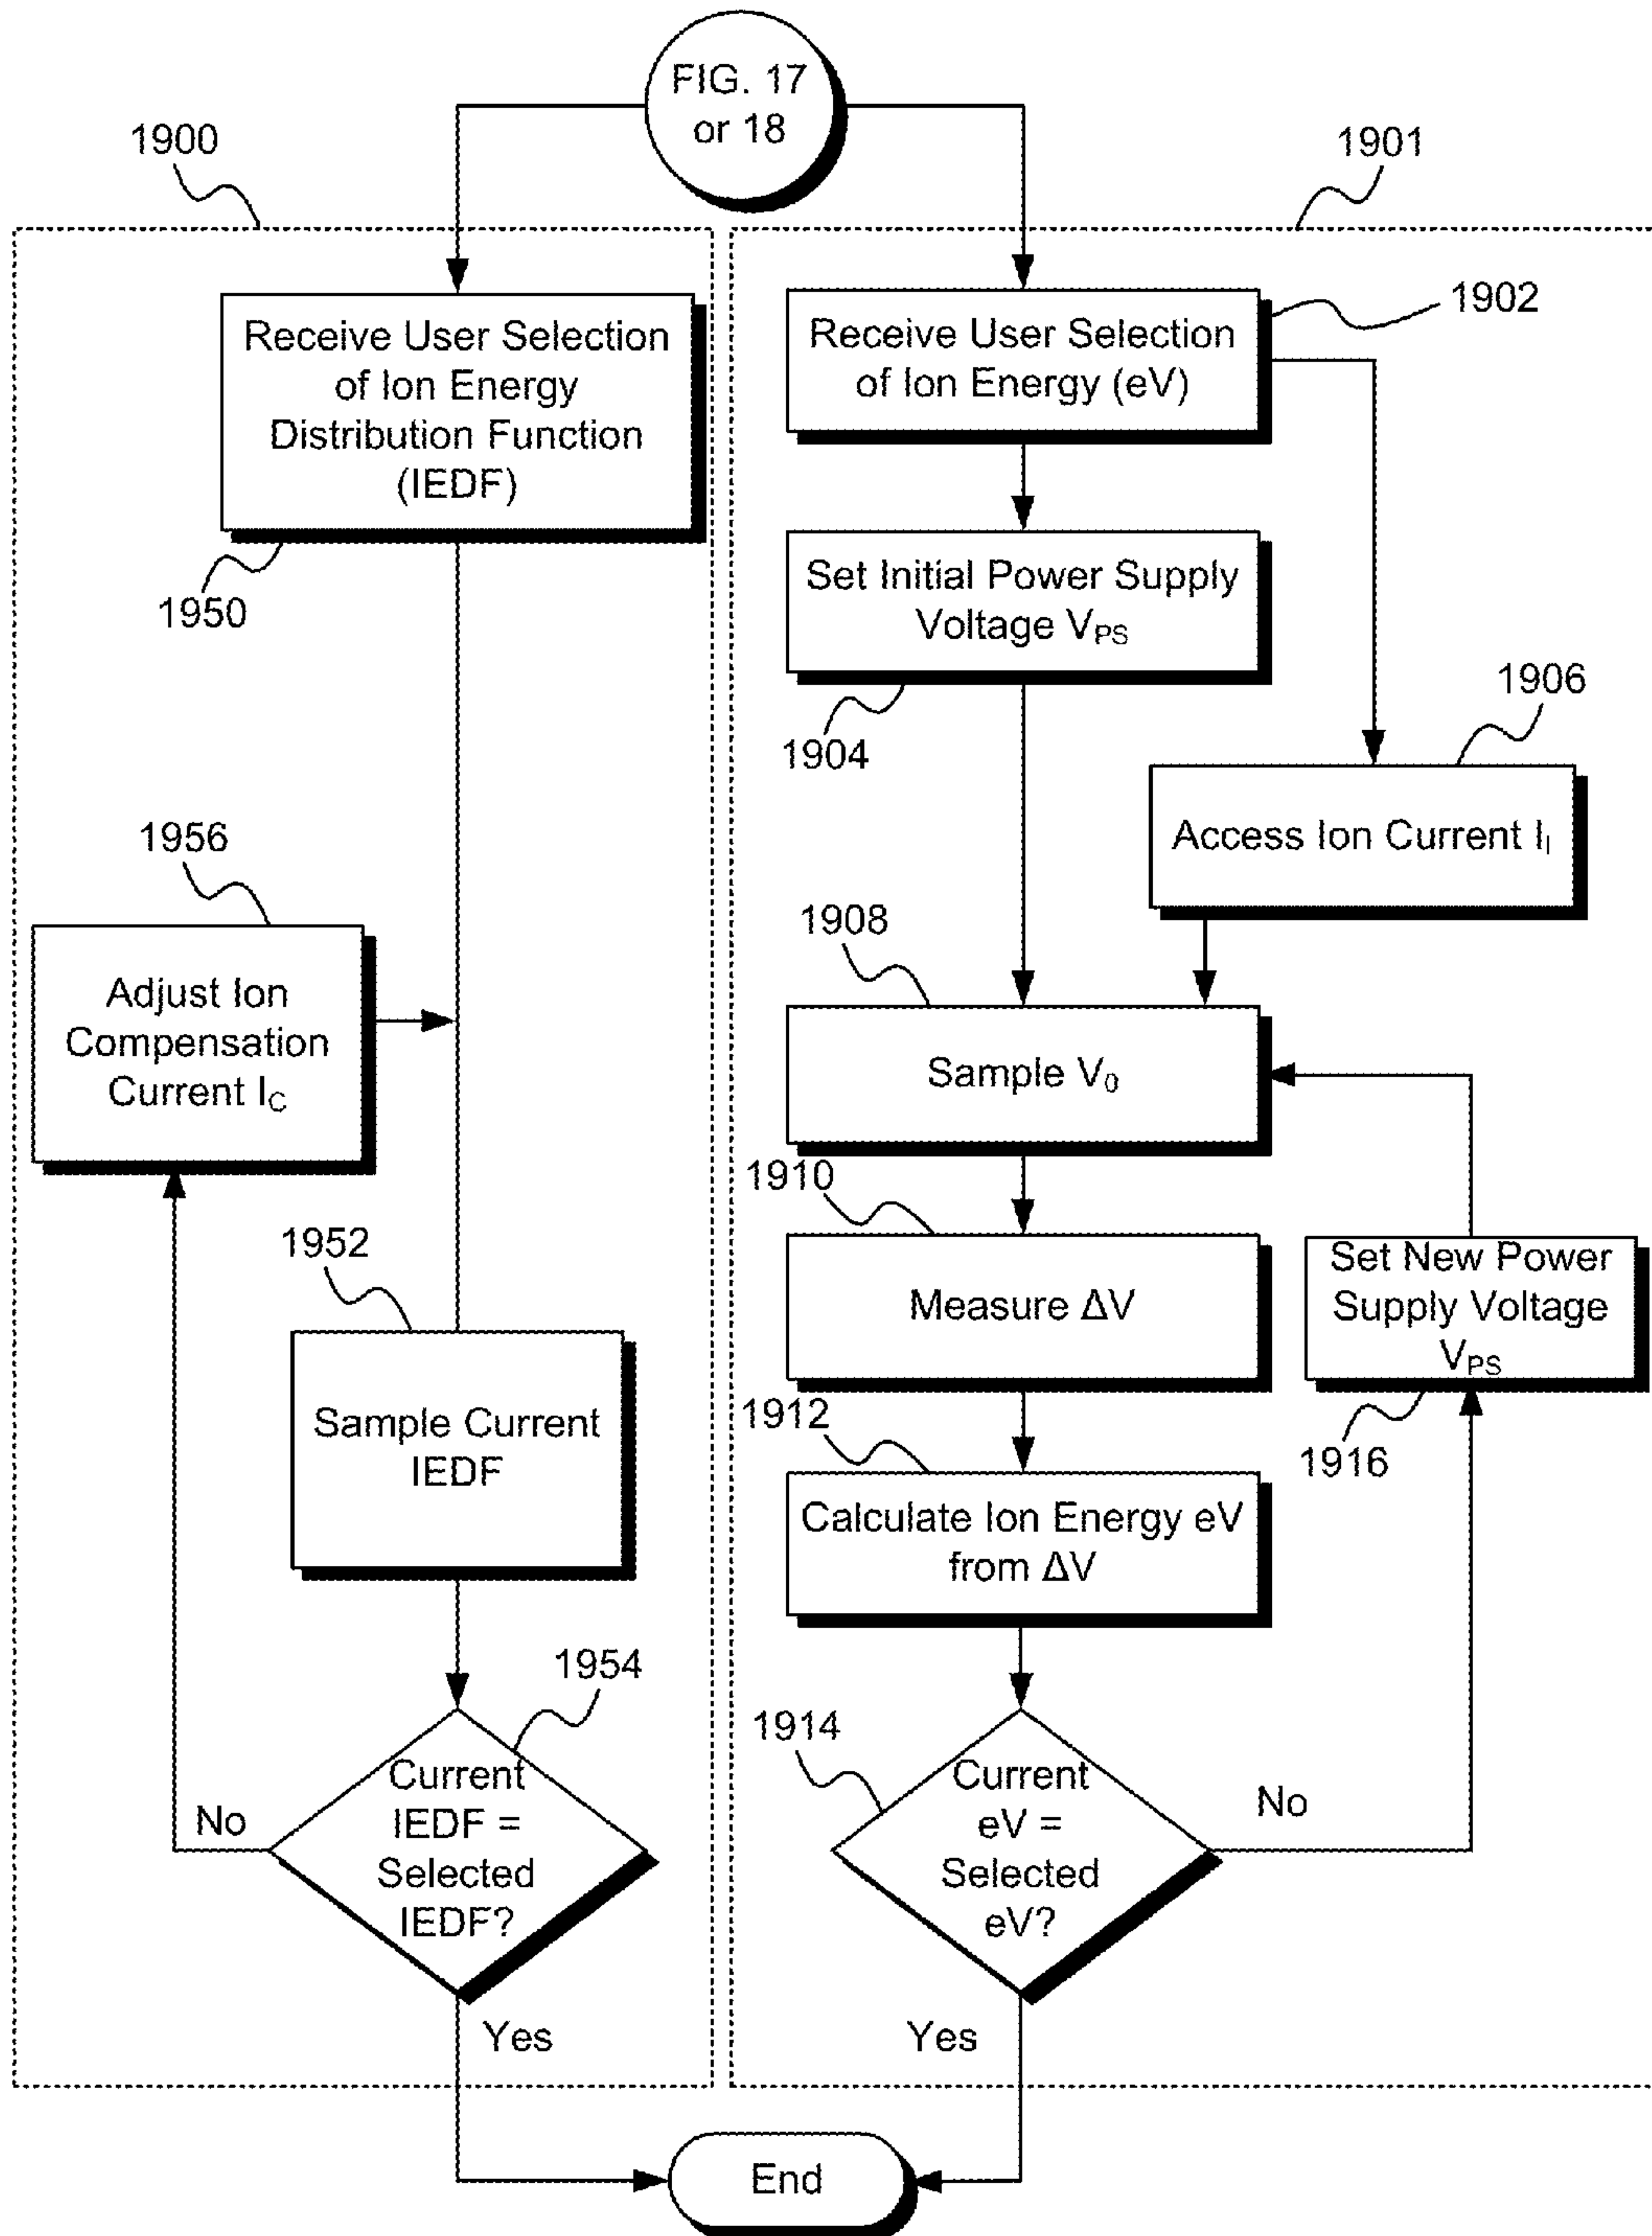 FIG. 17
or 18
1900
1901
Receive User Selection
of Ion Energy
Distribution Function
(IEDF)
1950
Receive User Selection
of Ion Energy (eV)
1902
Set Initial Power Supply
Voltage VPS
1904
1906
Access Ion Current II
1956
Adjust Ion
Compensation
Current IC
1908
Sample V0
1910
Measure ΔV
1952
Sample Current
IEDF
Set New Power
Supply Voltage
VPS
1916
1912
Calculate Ion Energy eV
from ΔV
1954
Current
IEDF =
Selected
IEDF?
No
Yes
1914
Current
eV =
Selected
eV?
No
Yes
End